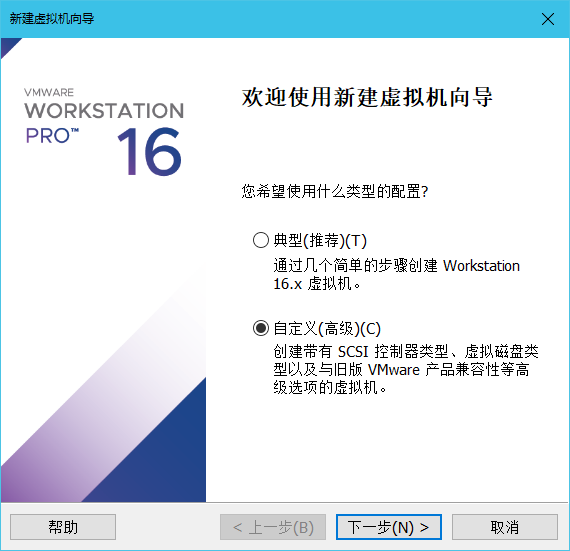 新建虚拟机向导
VMWARE
WORKSTATION
PRO™
16
欢迎使用新建虚拟机向导
您希望使用什么类型的配置?
典型(推荐)(T)
通过几个简单的步骤创建 Workstation
16.x 虚拟机。
自定义(高级)(C)
创建带有 SCSI 控制器类型、虚拟磁盘类
型以及与旧版 VMware 产品兼容性等高
级选项的虚拟机。
帮助
< 上一步(B)
下一步(N) >
取消